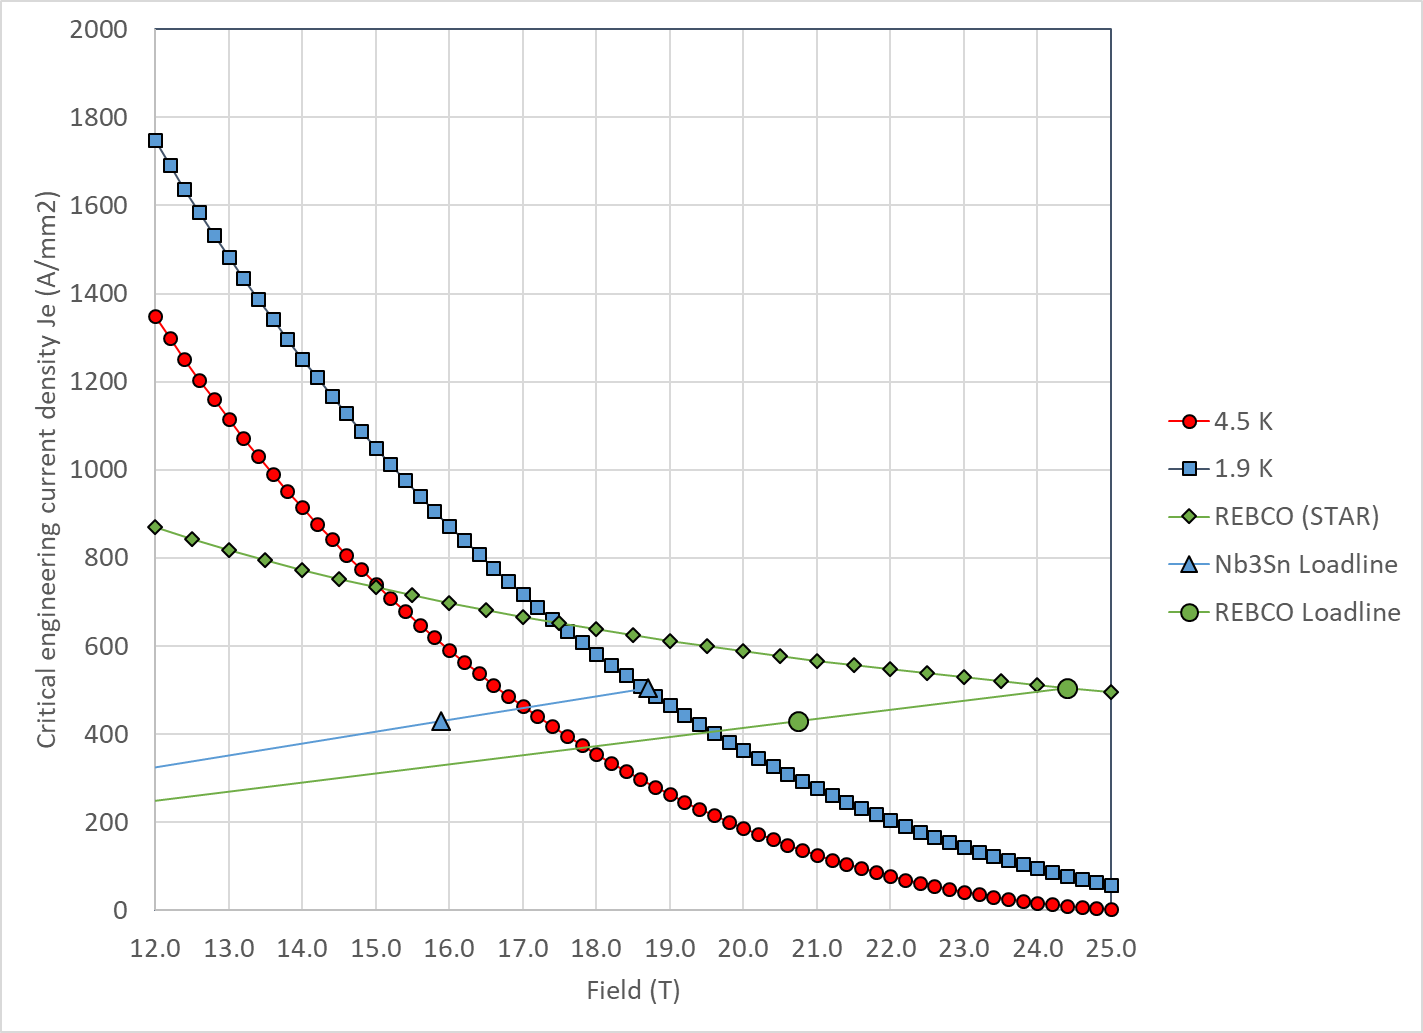 2000
1800
1600
1400
1200
1000
800
600
400
200
0
Critical engineering current density Je (A/mm2)
12.0 13.0 14.0 15.0 16.0 17.0 18.0 19.0 20.0 21.0 22.0 23.0 24.0 25.0
Field (T)
4.5 K
1.9 K
REBCO (STAR)
Nb3Sn Loadline
REBCO Loadline